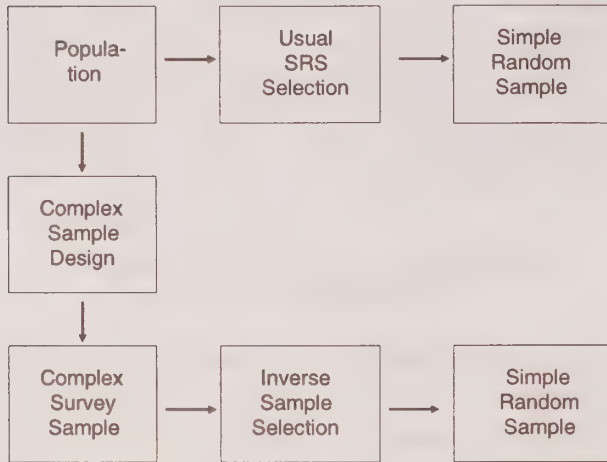 Popula-
tion
Usual
SRS
Selection
Simple
Random
Sample
Complex
Sample
Design
Complex
Survey
Sample
Inverse
Sample
Selection
Simple
Random
Sample